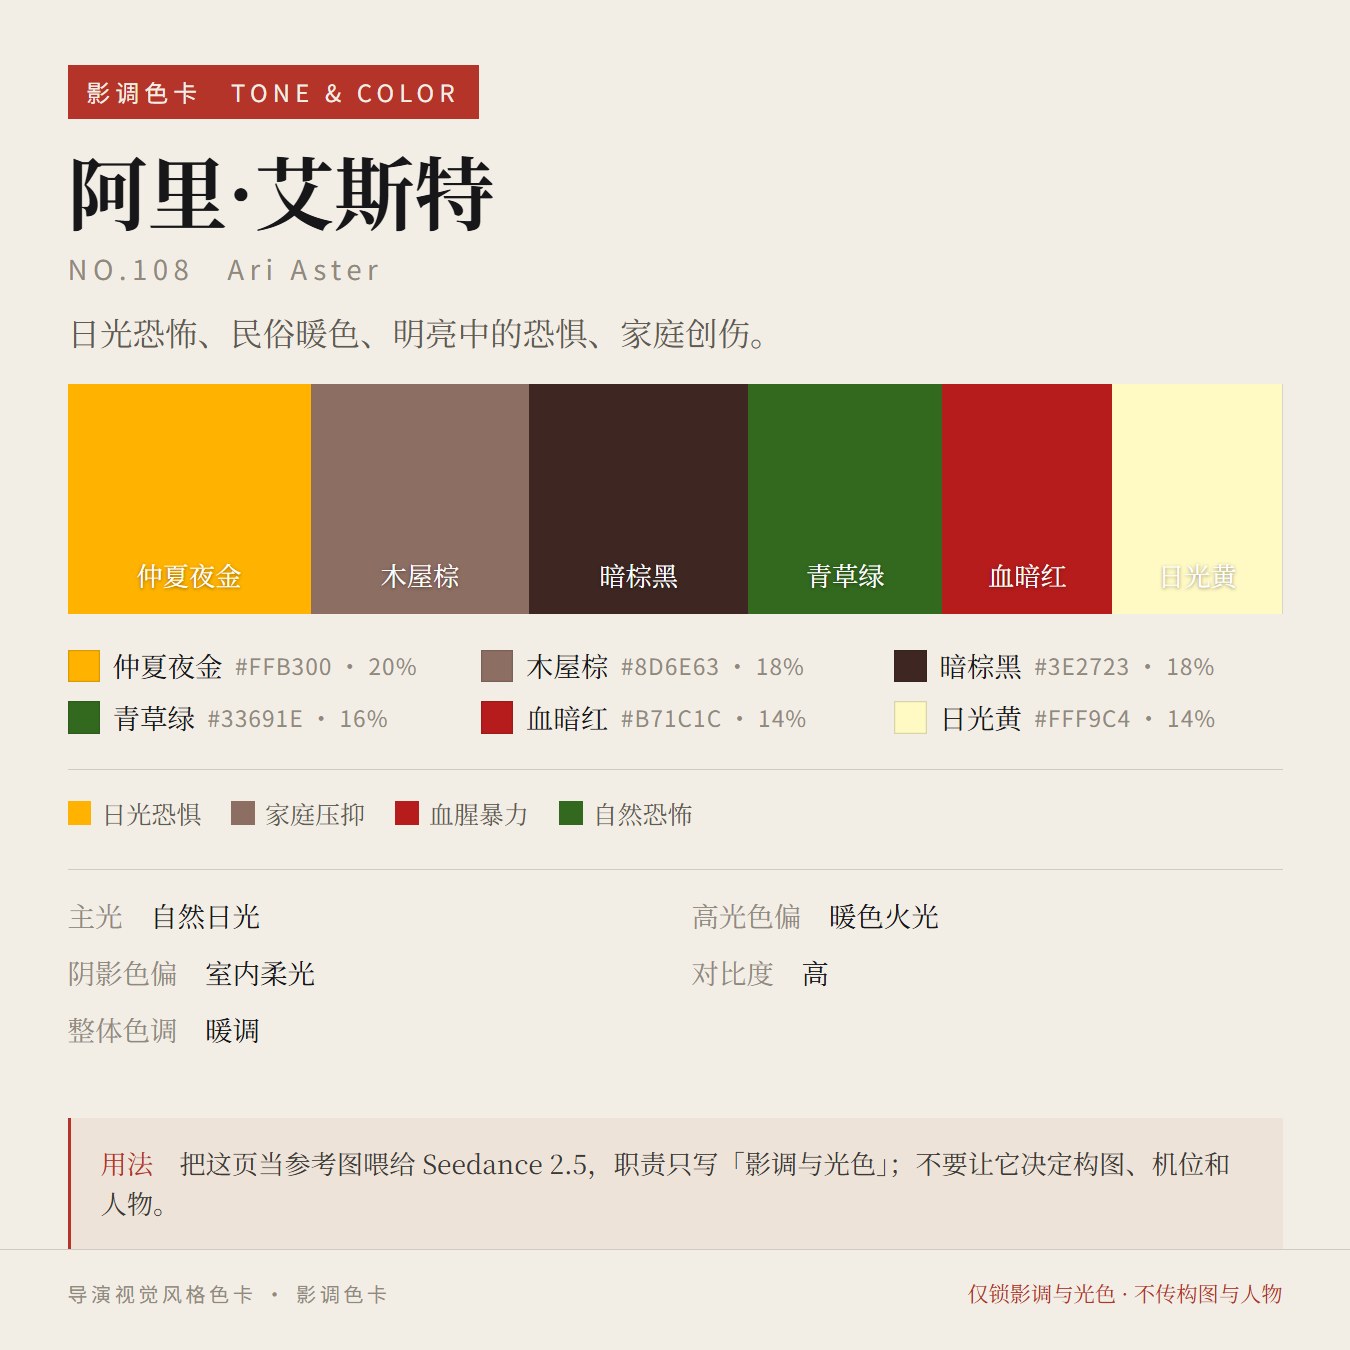 影调色卡 TONE & COLOR
阿里·艾斯特
NO.108 Ari Aster
日光恐怖、民俗暖色、明亮中的恐惧、家庭创伤。
仲夏夜金 木屋棕 暗棕黑 青草绿 血暗红 日光黄
仲夏夜金 #FFB300 • 20% 木屋棕 #8D6E63 • 18% 暗棕黑 #3E2723 • 18%
青草绿 #33691E • 16% 血暗红 #B71C1C • 14% 日光黄 #FFF9C4 • 14%
日光恐惧 家庭压抑 血腥暴力 自然恐怖
主光 自然日光 高光色偏 暖色火光
阴影色偏 室内柔光 对比度 高
整体色调 暖调
用法 把这页当参考图喂给 Seedance 2.5，职责只写「影调与光色」；不要让它决定构图、机位和
人物。
导演视觉风格色卡 • 影调色卡 仅锁影调与光色 · 不传构图与人物